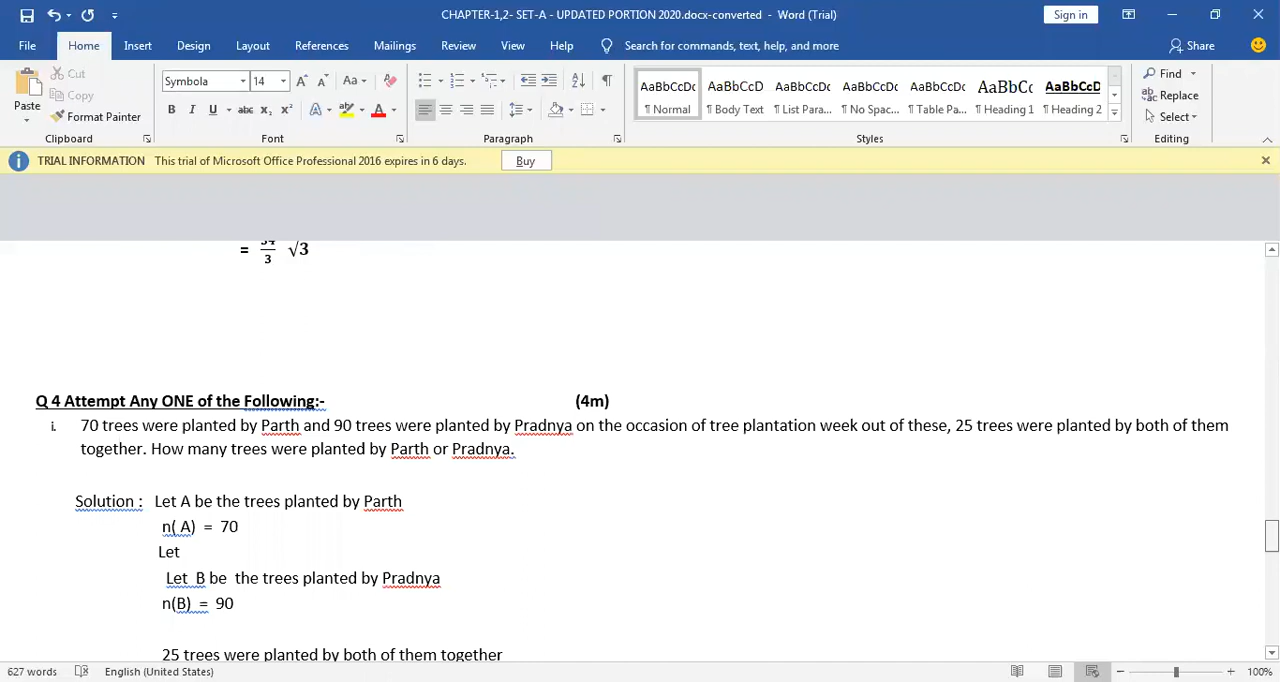 CHAPTER-1,2- SET-A - UPDATED PORTION 2020.docx-converted - Word (Trial)
Sign in
File Home Insert Design Layout References Mailings Review View Help Search for commands, text, help, and more Share
Paste Cut Copy Format Painter
Symbola 14 Aa
B I U abc x₂ x² A A
AaBbCcDc AaBbCcD AaBbCcDc AaBbCcDc AaBbCcDc AaBbCc AaBbCcD
¶ Normal ¶ Body Text ¶ List Para... ¶ No Spac... ¶ Table Pa... ¶ Heading 1 ¶ Heading 2
Find Replace Select
Clipboard Font Paragraph Styles Editing
TRIAL INFORMATION This trial of Microsoft Office Professional 2016 expires in 6 days. Buy
= 34/3 √3
Q 4 Attempt Any ONE of the Following:- (4m)
i. 70 trees were planted by Parth and 90 trees were planted by Pradnya on the occasion of tree plantation week out of these, 25 trees were planted by both of them
together. How many trees were planted by Parth or Pradnya.
Solution : Let A be the trees planted by Parth
n( A) = 70
Let
Let B be the trees planted by Pradnya
n(B) = 90
25 trees were planted by both of them together
627 words English (United States) 100%